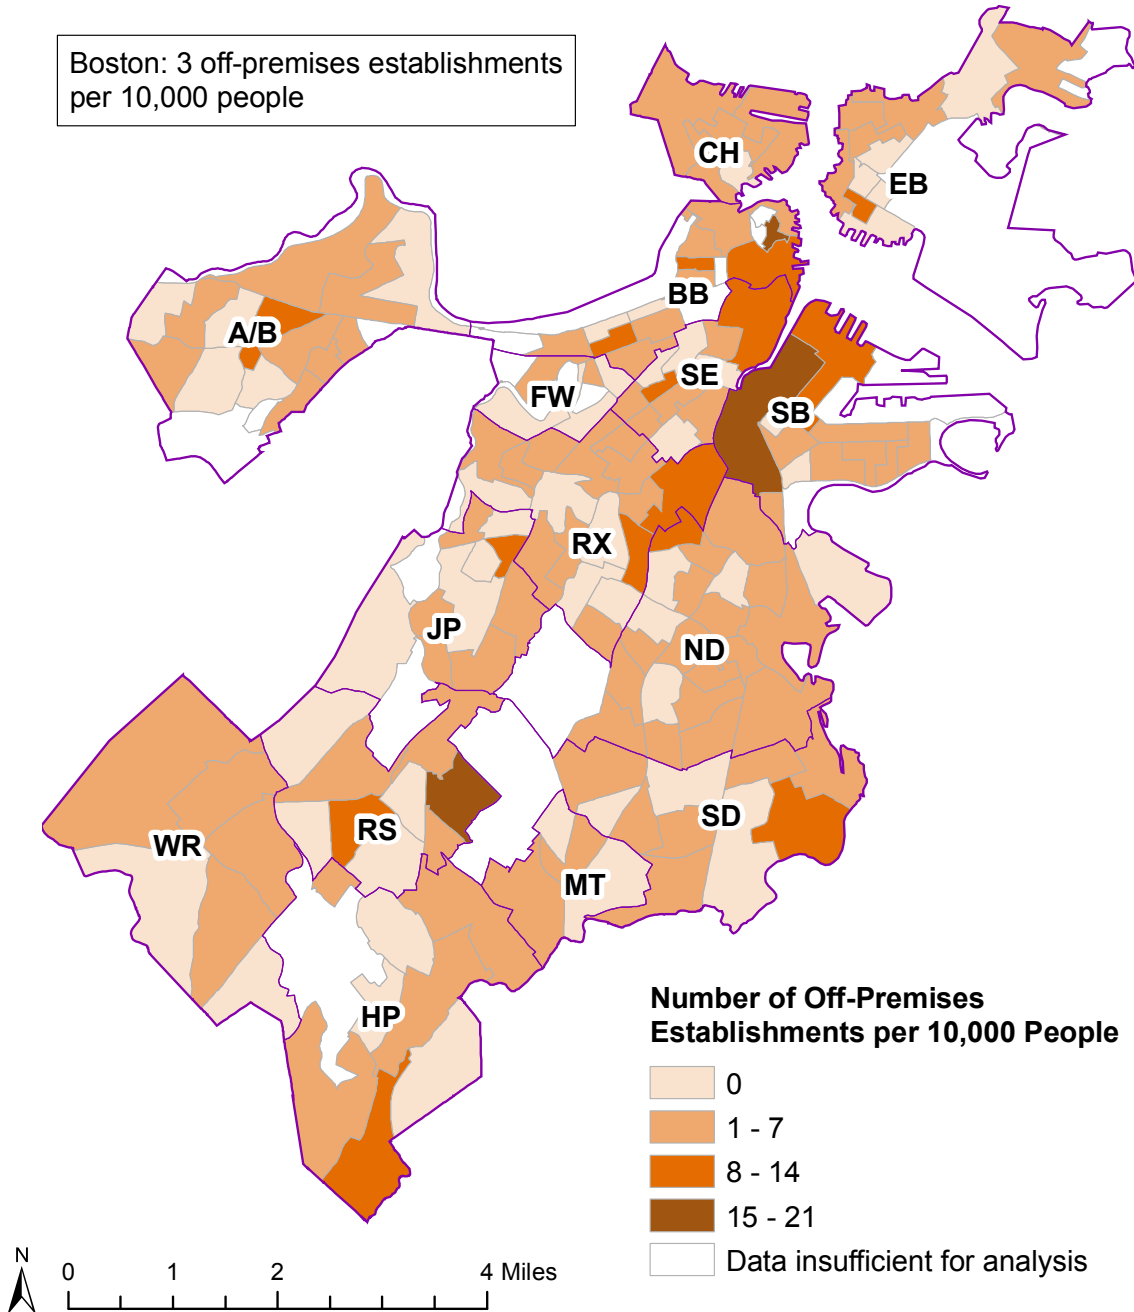 Boston: 3 off-premises establishments
per 10,000 people
CH
EB
BB
A/B
SE
FW
SB
RX
JP
ND
SD
RS
WR
MT
HP
Number of Off-Premises
Establishments per 10,000 People
0
1 - 7
8 - 14
15 - 21
Data insufficient for analysis
N
0 1 2 4 Miles